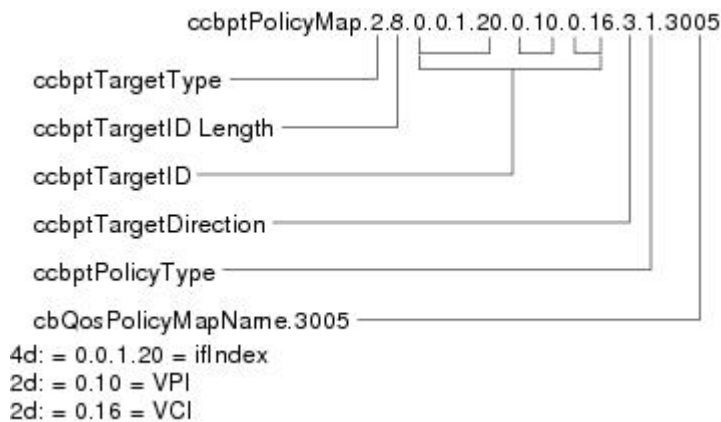 ccbptPolicyMap.2.8.0.0.1.20.0.10.0.16.3.1.3005
ccbptTargetType
ccbptTargetID Length
ccbptTargetID
ccbptTargetDirection
ccbptPolicyType
cbQosPolicyMapName.3005
4d: = 0.0.1.20 = ifIndex
2d: = 0.10 = VPI
2d: = 0.16 = VCI